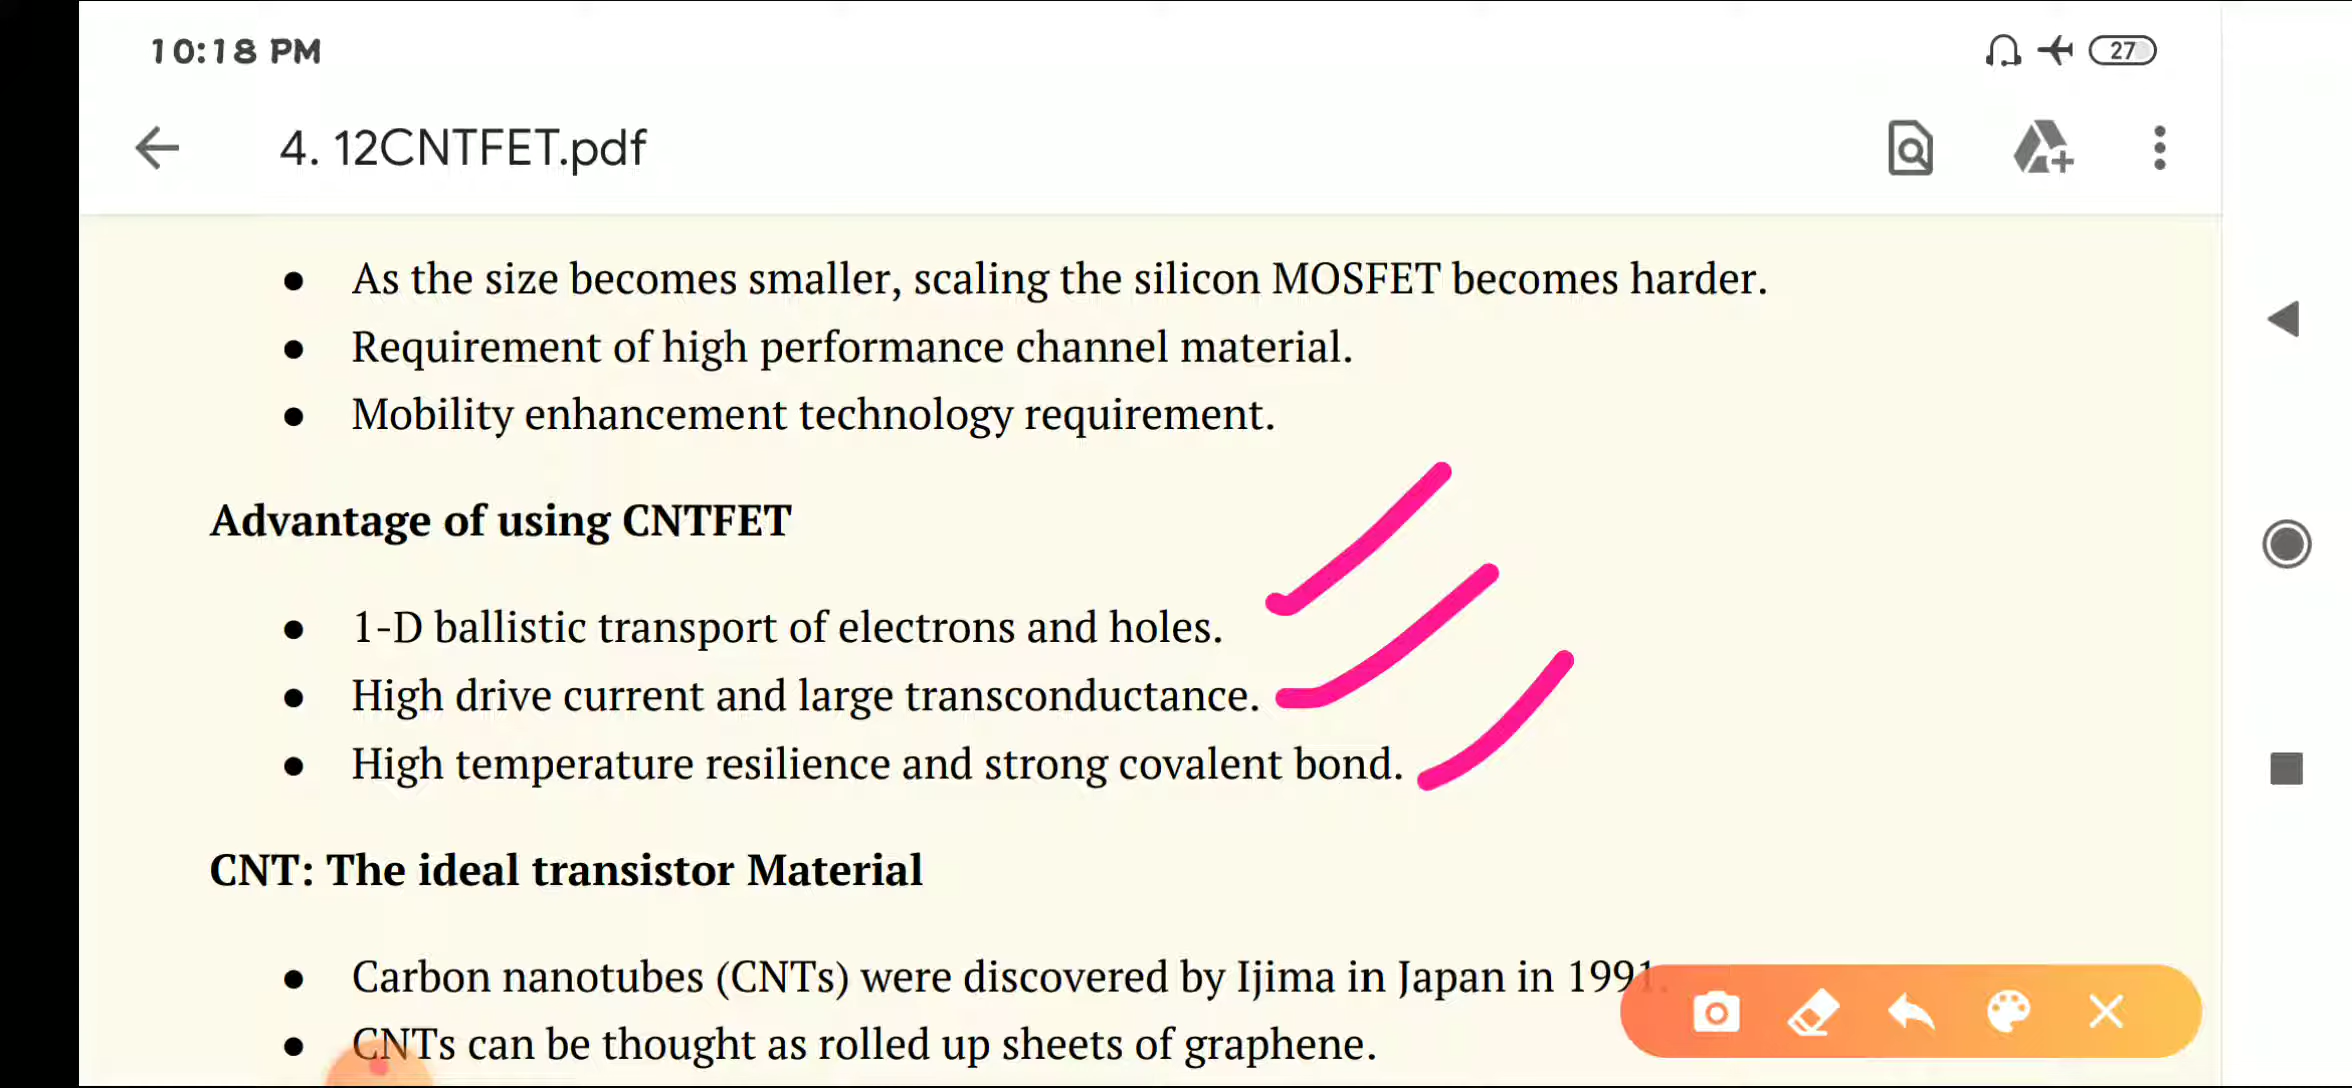 10:18 PM
27
4. 12CNTFET.pdf
● As the size becomes smaller, scaling the silicon MOSFET becomes harder.
● Requirement of high performance channel material.
● Mobility enhancement technology requirement.
Advantage of using CNTFET
● 1-D ballistic transport of electrons and holes.
● High drive current and large transconductance.
● High temperature resilience and strong covalent bond.
CNT: The ideal transistor Material
● Carbon nanotubes (CNTs) were discovered by Ijima in Japan in 1991.
● CNTs can be thought as rolled up sheets of graphene.